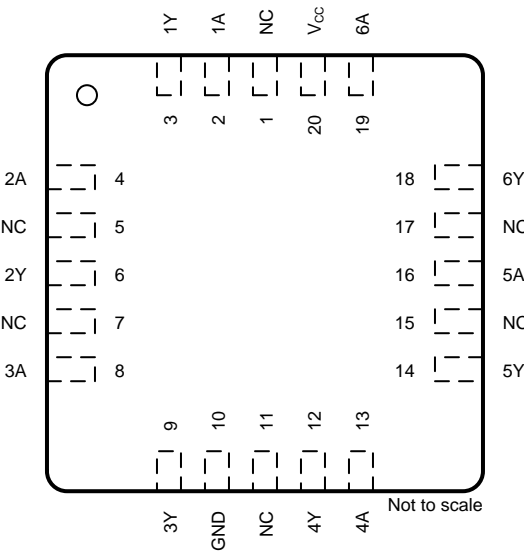 1Y 1A NC VCC 6A
3 2 1 20 19
2A 4 18 6Y
NC 5 17 NC
2Y 6 16 5A
NC 7 15 NC
3A 8 14 5Y
9 10 11 12 13
Not to scale
3Y GND NC 4Y 4A